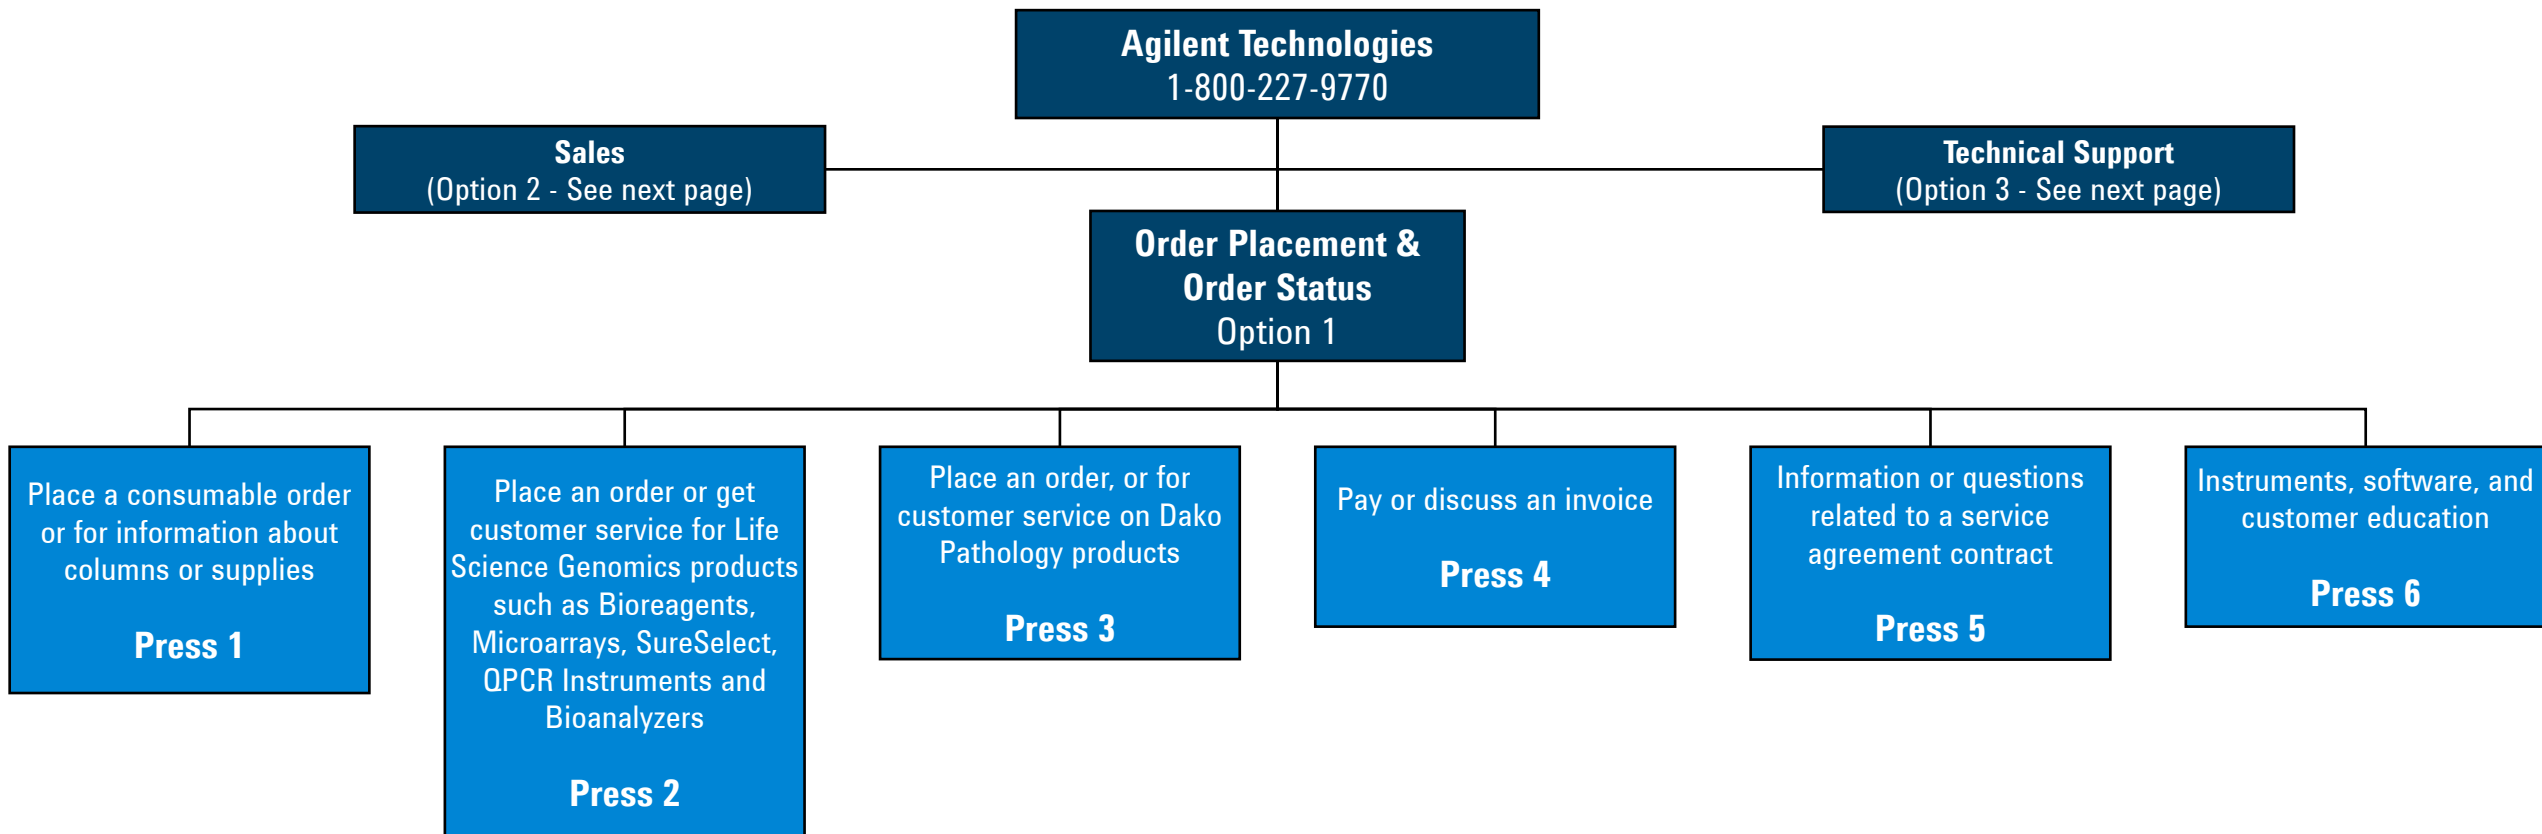 Agilent Technologies
1-800-227-9770
Sales
(Option 2 - See next page)
Technical Support
(Option 3 - See next page)
Order Placement &
Order Status
Option 1
Place a consumable order
or for information about
columns or supplies
Press 1
Place an order or get
customer service for Life
Science Genomics products
such as Bioreagents,
Microarrays, SureSelect,
QPCR Instruments and
Bioanalyzers
Press 2
Place an order, or for
customer service on Dako
Pathology products
Press 3
Pay or discuss an invoice
Press 4
Information or questions
related to a service
agreement contract
Press 5
Instruments, software, and
customer education
Press 6